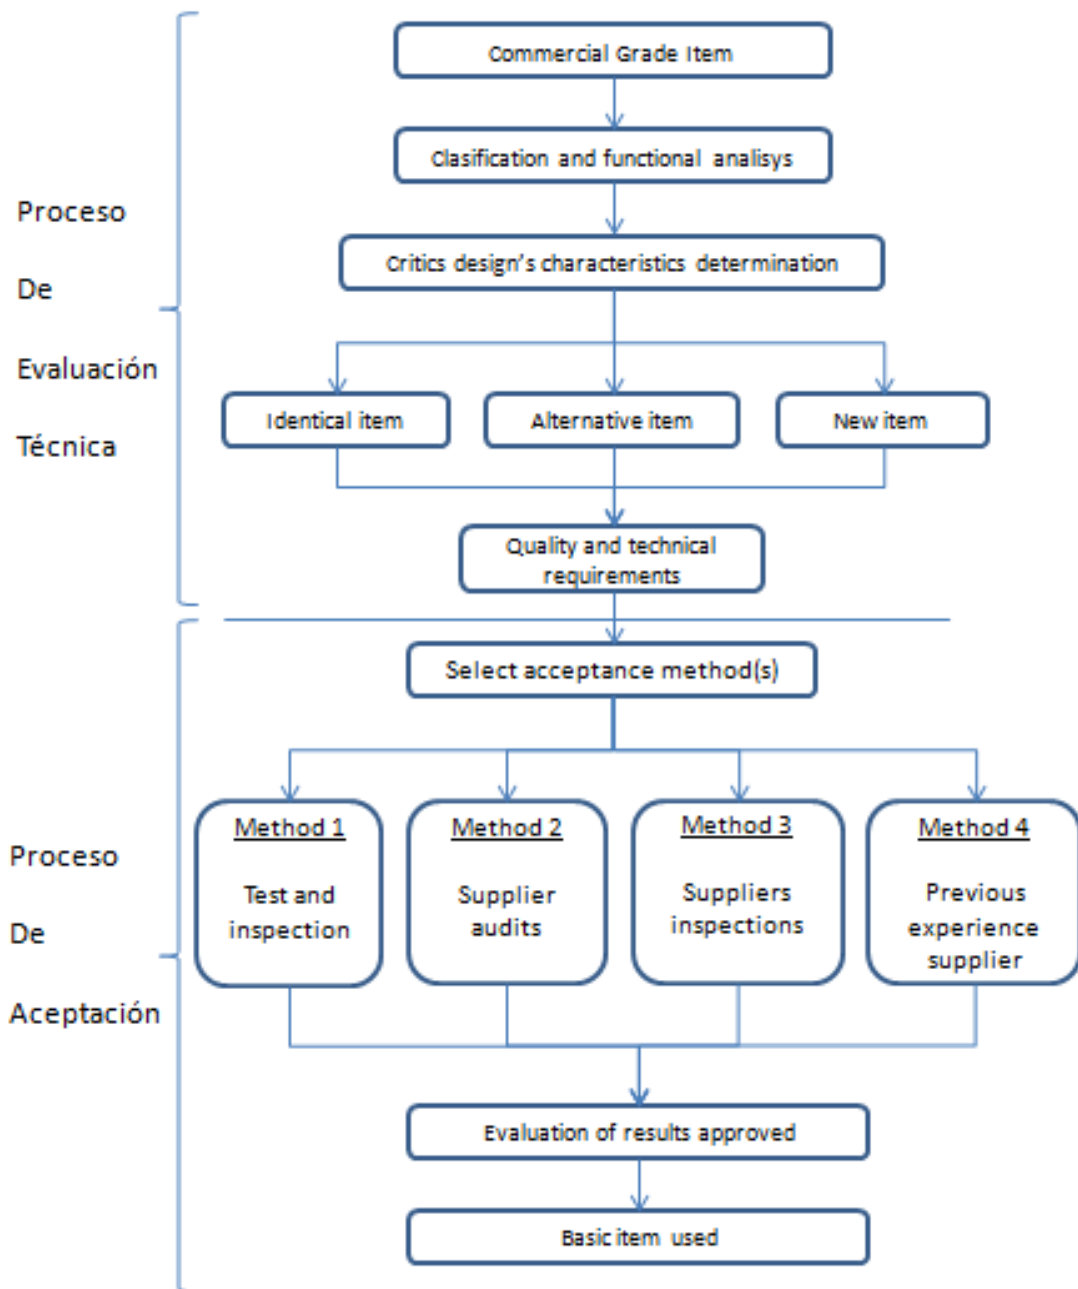 Commercial Grade Item
Clasification and functional analisys
Proceso
De
Evaluación
Técnica
Critics design's characteristics determination
Identical item
Alternative item
New item
Quality and technical
requirements
Select acceptance method(s)
Proceso
De
Aceptación
Method 1
Test and
inspection
Method 2
Supplier
audits
Method 3
Suppliers
inspections
Method 4
Previous
experience
supplier
Evaluation of results approved
Basic item used